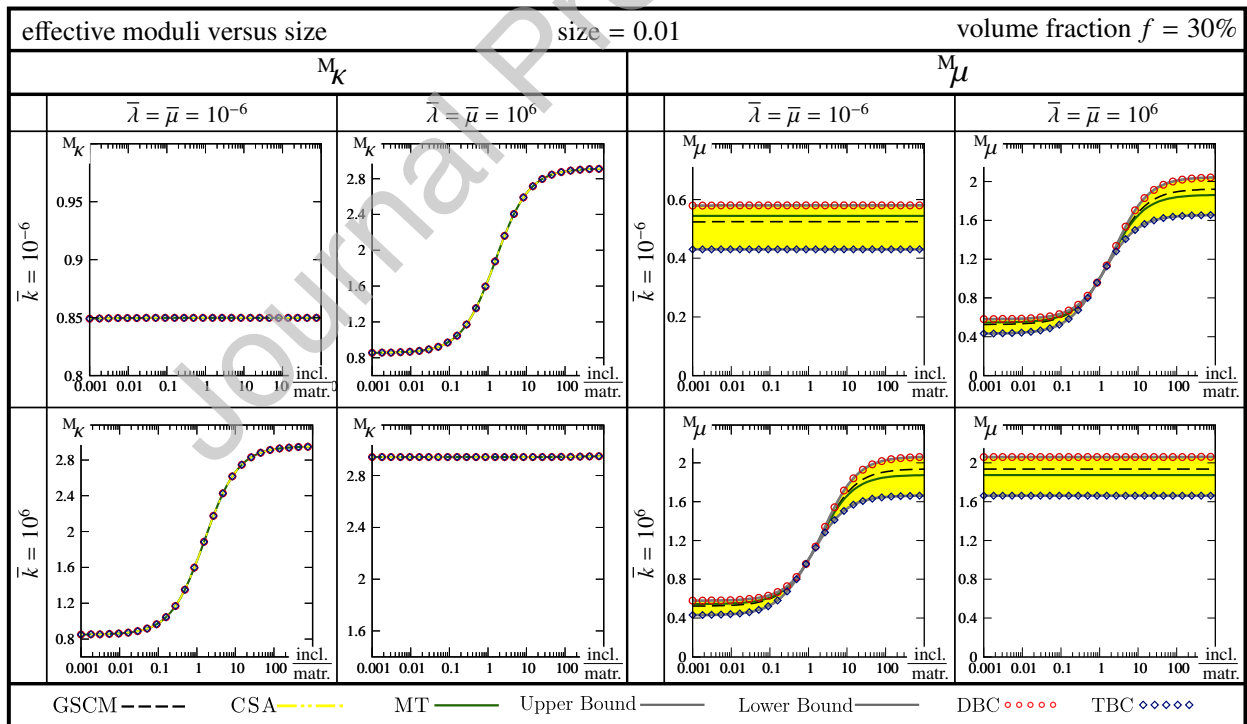 effective moduli versus size size = 0.01 volume fraction f = 30%
ᴹκ ᴹμ
λ̅ = μ̅ = 10⁻⁶ λ̅ = μ̅ = 10⁶ λ̅ = μ̅ = 10⁻⁶ λ̅ = μ̅ = 10⁶
k̅ = 10⁻⁶
ᴹκ
0.95
0.9
0.85
0.8
0.001 0.01 0.1 1 10 10 0 incl. matr.
ᴹκ
2.8
2.4
2
1.6
1.2
0.8
0.001 0.01 0.1 1 10 100 incl. matr.
k̅ = 10⁻⁶
ᴹμ
0.6
0.4
0.2
0
0.001 0.01 0.1 1 10 100 incl. matr.
ᴹμ
2
1.6
1.2
0.8
0.4
0
0.001 0.01 0.1 1 10 100 incl. matr.
k̅ = 10⁶
ᴹκ
2.8
2.4
2
1.6
1.2
0.8
0.001 0.01 0.1 1 10 100 incl. matr.
ᴹκ
2.8
2.4
2
1.6
0.001 0.01 0.1 1 10 100 incl. matr.
k̅ = 10⁶
ᴹμ
2
1.6
1.2
0.8
0.4
0
0.001 0.01 0.1 1 10 100 incl. matr.
ᴹμ
2
1.6
1.2
0.8
0.4
0
0.001 0.01 0.1 1 10 100 incl. matr.
GSCM CSA MT Upper Bound Lower Bound DBC TBC
Journal Pr